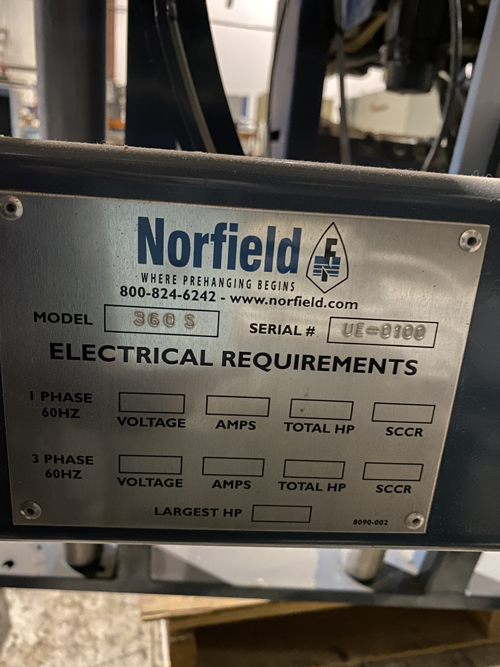 Norfield
FN
WHERE PREHANGING BEGINS
800-824-6242 - www.norfield.com
MODEL 360 S SERIAL # UE-0100
ELECTRICAL REQUIREMENTS
1 PHASE
60HZ
VOLTAGE AMPS TOTAL HP SCCR
3 PHASE
60HZ
VOLTAGE AMPS TOTAL HP SCCR
LARGEST HP
8090-002